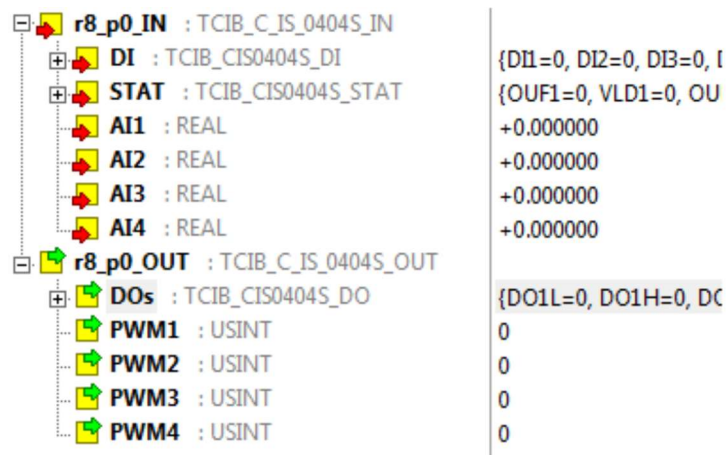 r8_p0_IN : TCIB_C_IS_0404S_IN
DI : TCIB_CIS0404S_DI {DI1=0, DI2=0, DI3=0,
STAT : TCIB_CIS0404S_STAT {OUF1=0, VLD1=0, OU
AI1 : REAL +0.000000
AI2 : REAL +0.000000
AI3 : REAL +0.000000
AI4 : REAL +0.000000
r8_p0_OUT : TCIB_C_IS_0404S_OUT
DOs : TCIB_CIS0404S_DO {DO1L=0, DO1H=0,
PWM1 : USINT 0
PWM2 : USINT 0
PWM3 : USINT 0
PWM4 : USINT 0